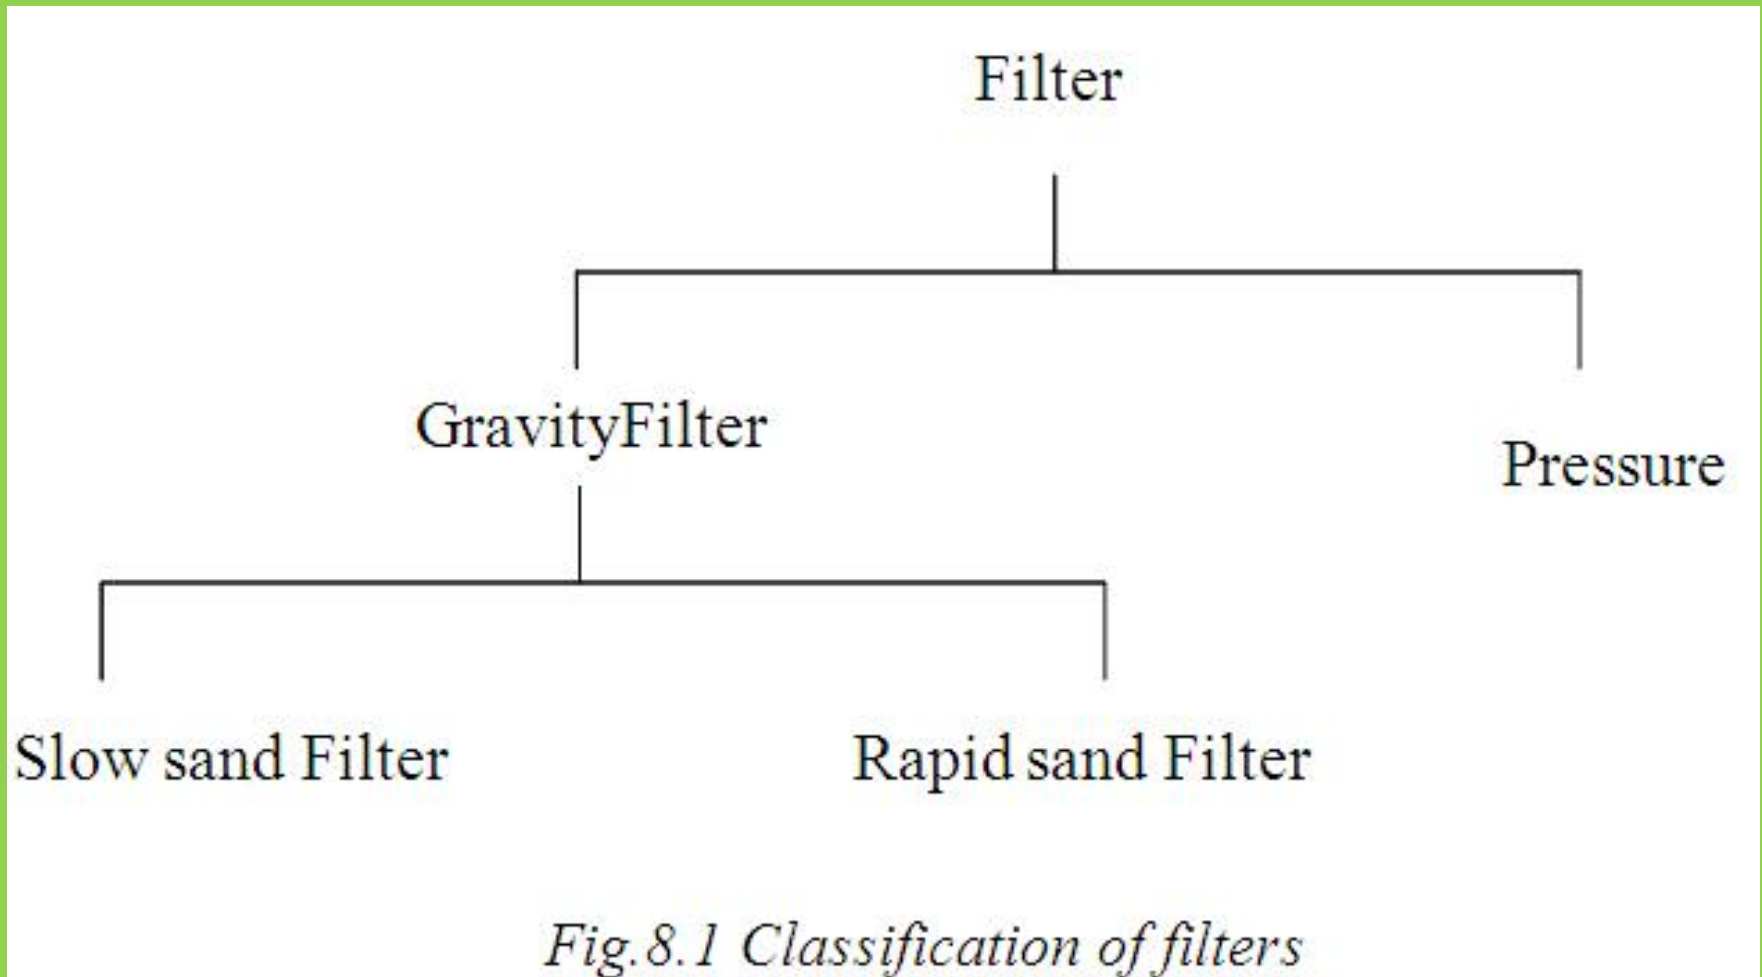 Filter
GravityFilter
Pressure
Slow sand Filter
Rapid sand Filter
Fig.8.1 Classification of filters